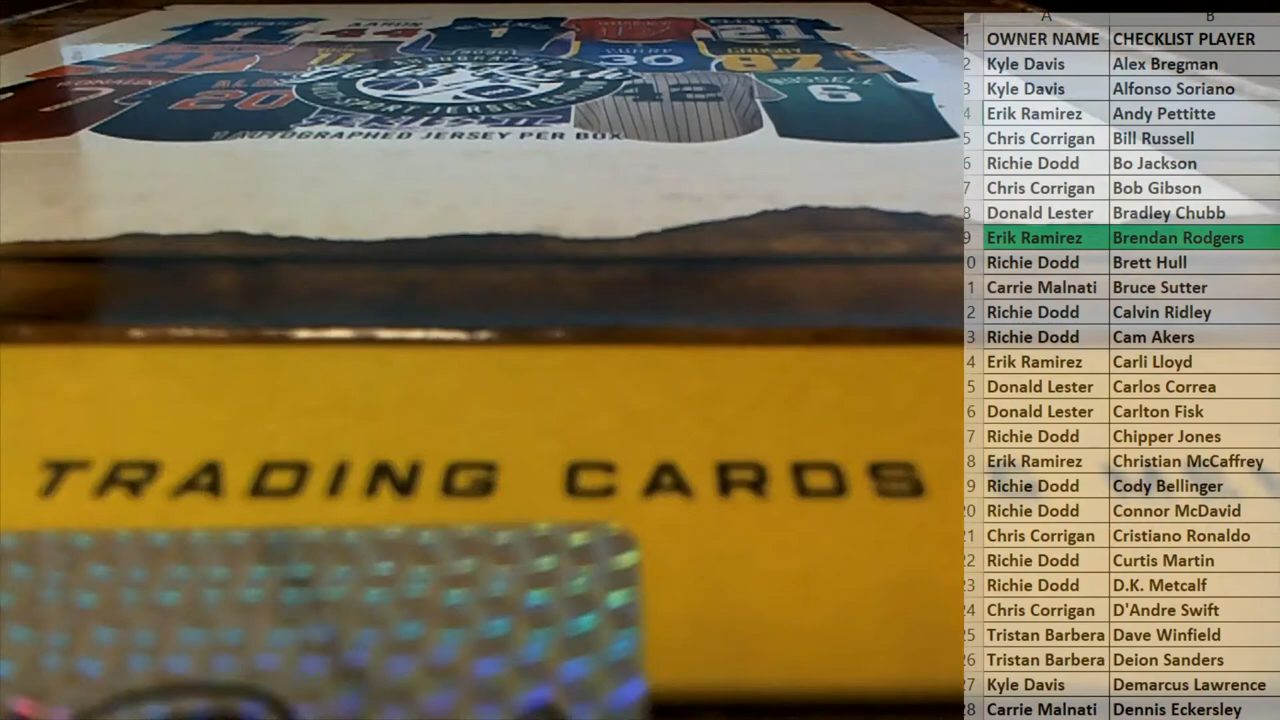 AARON
44
1
ELLIOTT
21
CURRY
30
CROSBY
87
RUSSELL
6
20
12
1 AUTOGRAPHED JERSEY PER BOX
TRADING CARDS
A B
1 OWNER NAME CHECKLIST PLAYER
2 Kyle Davis Alex Bregman
3 Kyle Davis Alfonso Soriano
4 Erik Ramirez Andy Pettitte
5 Chris Corrigan Bill Russell
6 Richie Dodd Bo Jackson
7 Chris Corrigan Bob Gibson
8 Donald Lester Bradley Chubb
9 Erik Ramirez Brendan Rodgers
0 Richie Dodd Brett Hull
1 Carrie Malnati Bruce Sutter
2 Richie Dodd Calvin Ridley
3 Richie Dodd Cam Akers
4 Erik Ramirez Carli Lloyd
5 Donald Lester Carlos Correa
6 Donald Lester Carlton Fisk
7 Richie Dodd Chipper Jones
8 Erik Ramirez Christian McCaffrey
9 Richie Dodd Cody Bellinger
20 Richie Dodd Connor McDavid
21 Chris Corrigan Cristiano Ronaldo
22 Richie Dodd Curtis Martin
23 Richie Dodd D.K. Metcalf
24 Chris Corrigan D'Andre Swift
25 Tristan Barbera Dave Winfield
26 Tristan Barbera Deion Sanders
27 Kyle Davis Demarcus Lawrence
28 Carrie Malnati Dennis Eckersley